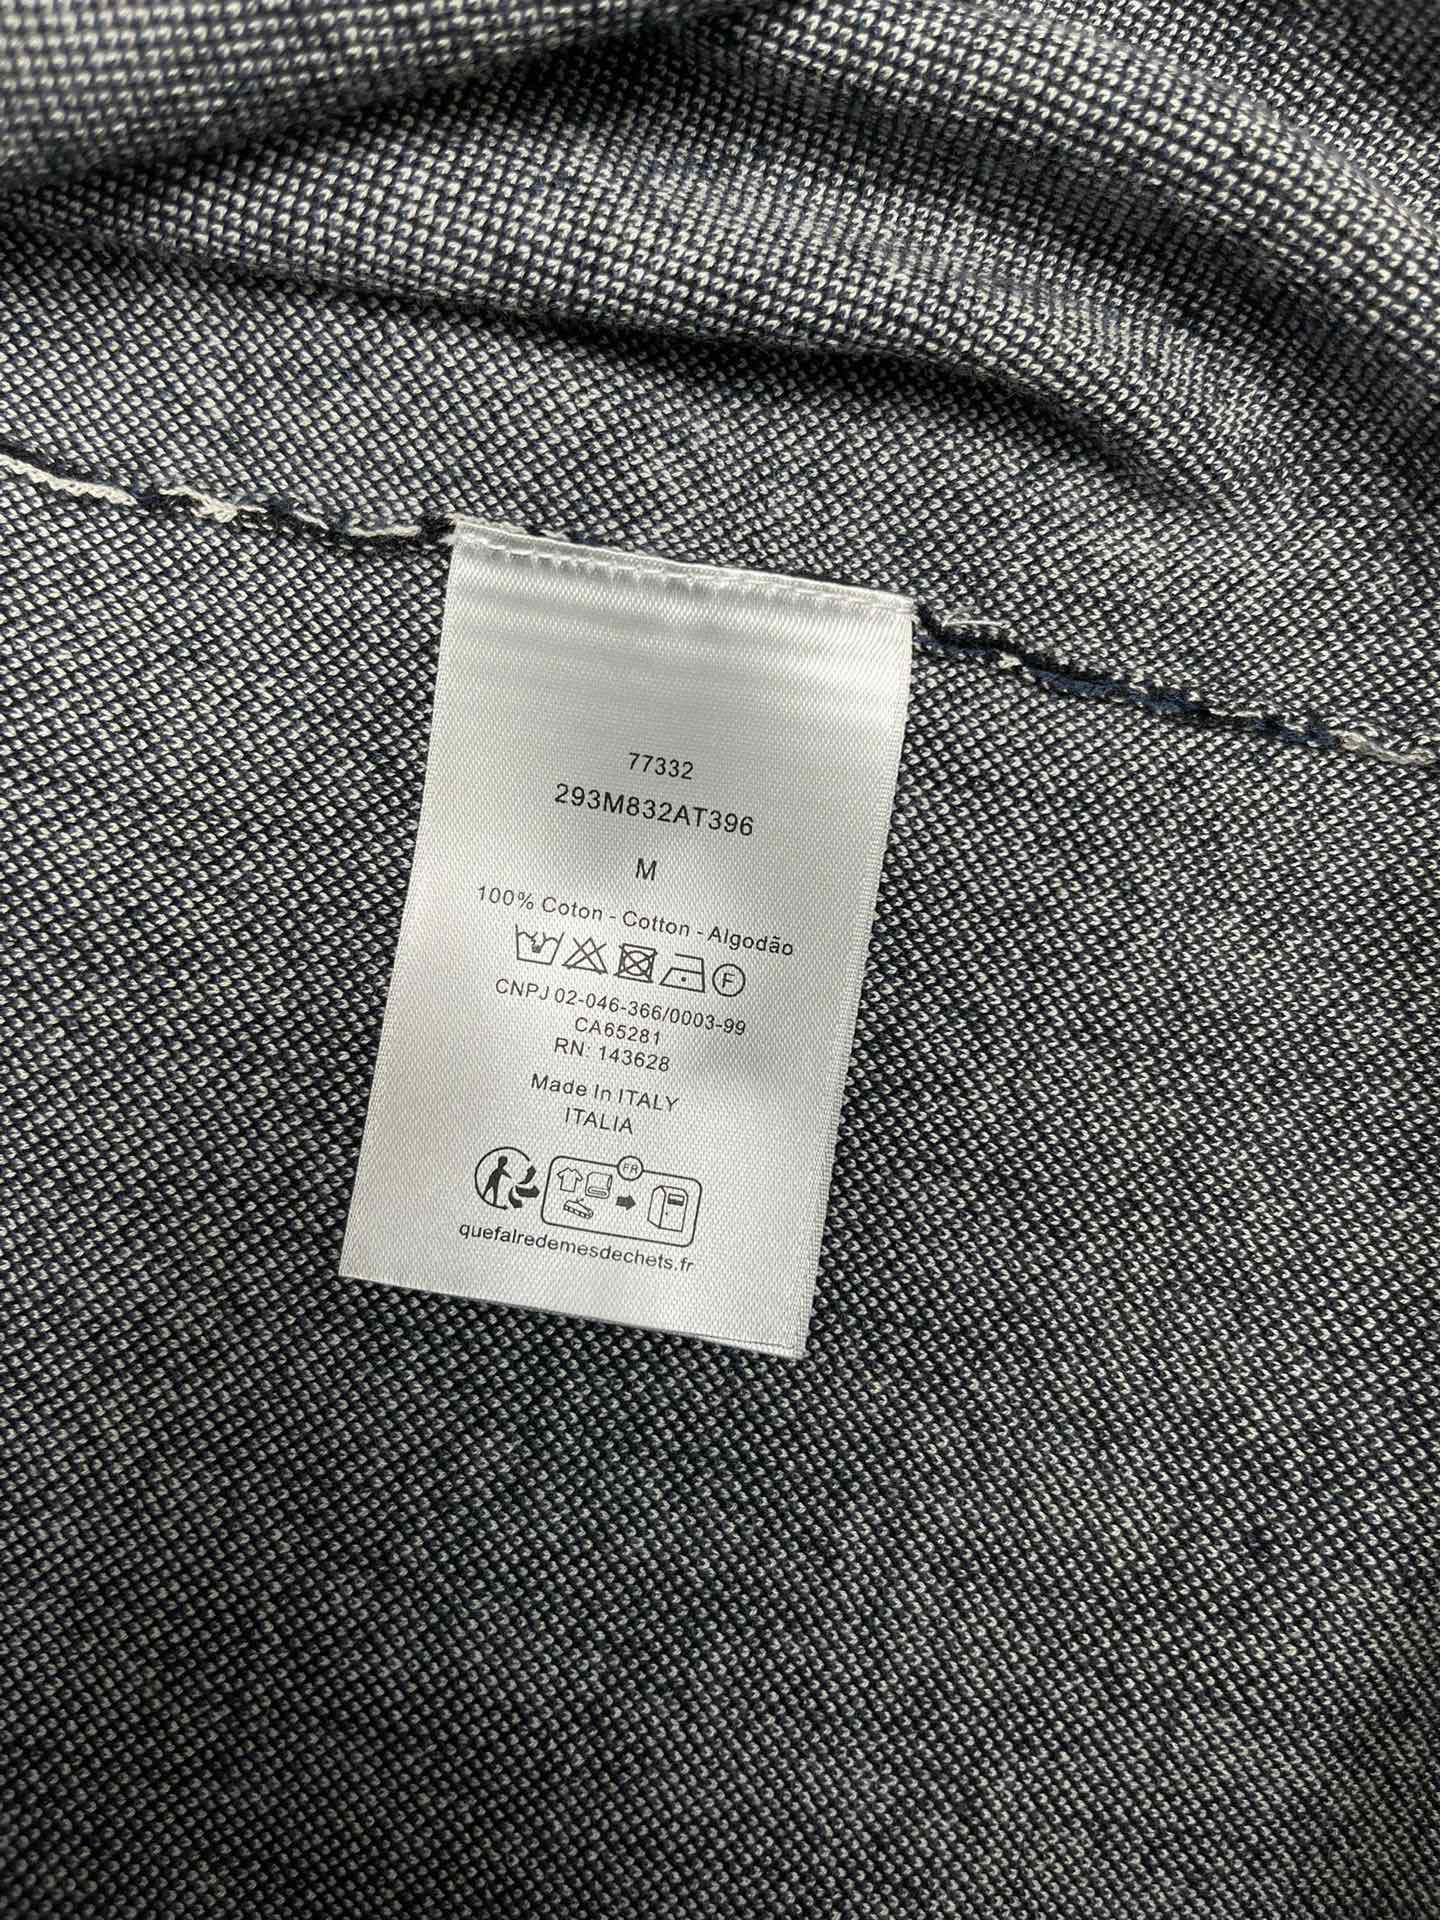 77332
293M832AT396
M
100% Coton - Cotton - Algodão
F
CNPJ 02-046-366/0003-99
CA65281
RN: 143628
Made In ITALY
ITALIA
FR
quefalredemesdechets.fr